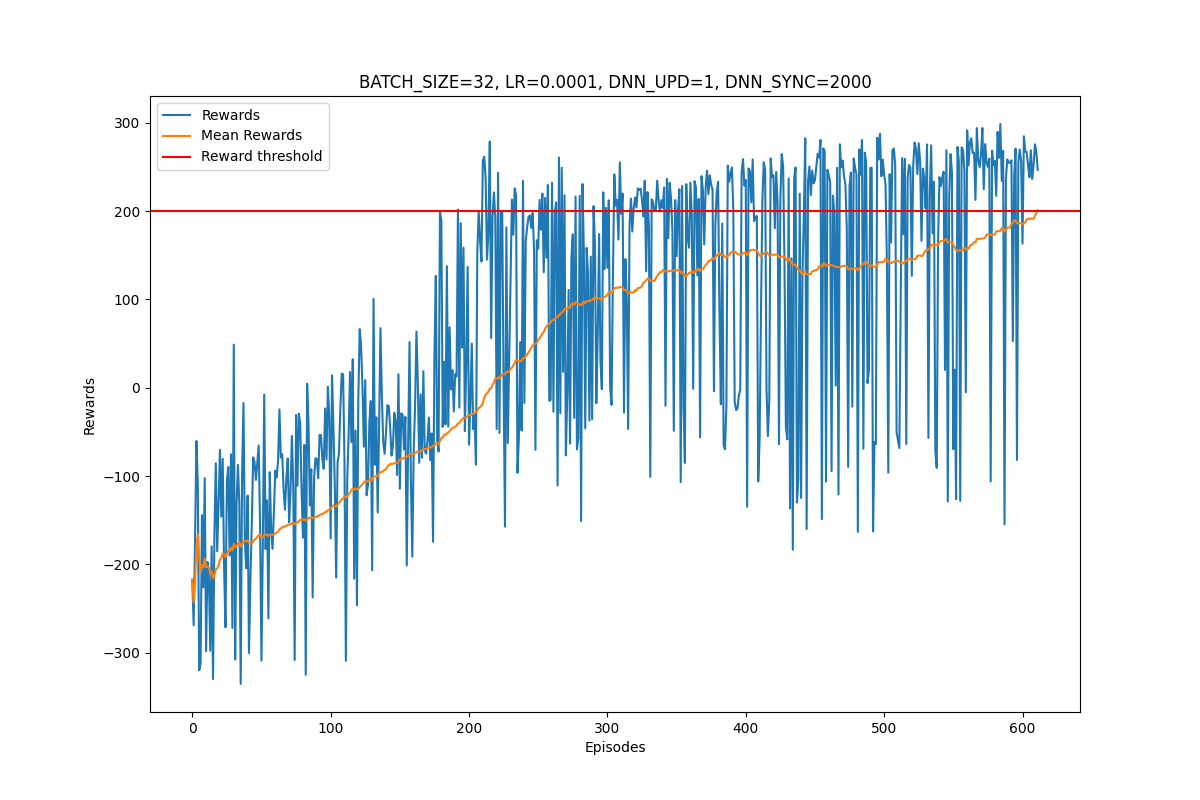 BATCH_SIZE=32, LR=0.0001, DNN_UPD=1, DNN_SYNC=2000
Rewards
Mean Rewards
Reward threshold
300
200
100
0
−100
−200
−300
Rewards
0 100 200 300 400 500 600
Episodes